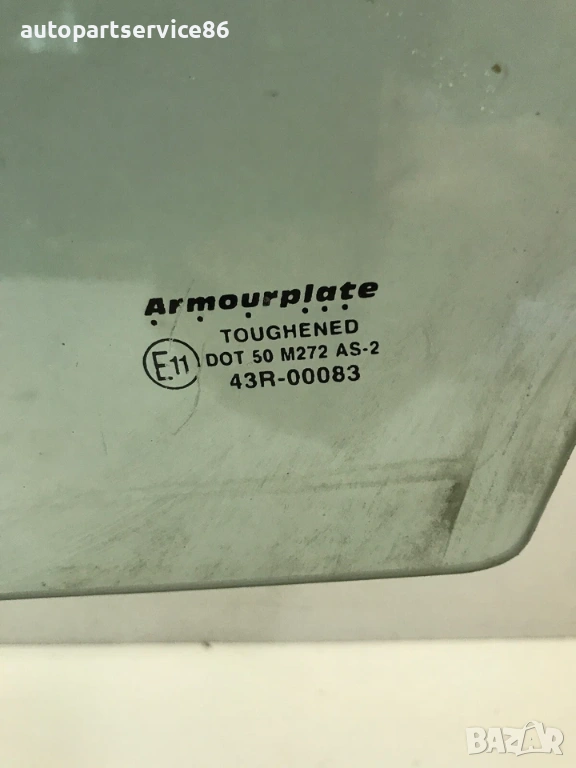 autopartservice86
Armourplate
TOUGHENED
E11
DOT 50 M272 AS-2
43R-00083
BAZAR